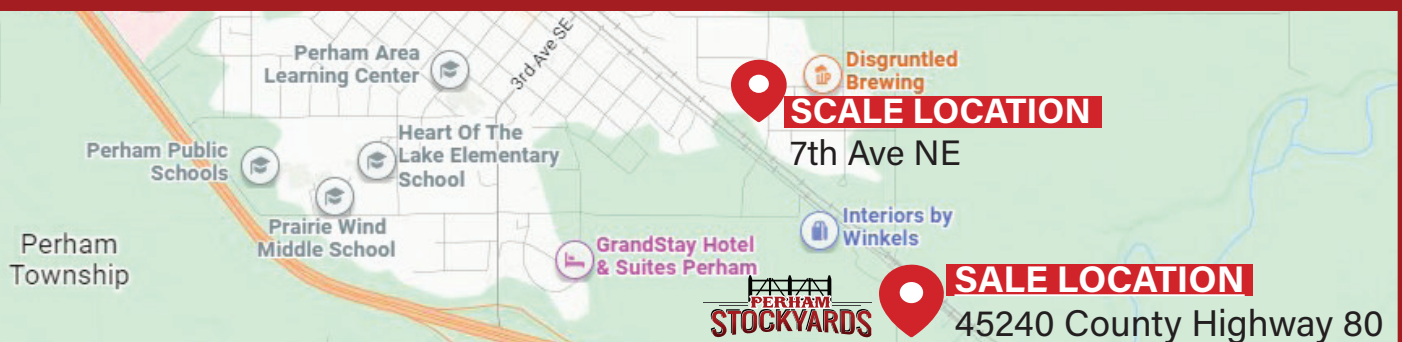 Perham Area
Learning Center
3rd Ave SE
Disgruntled
Brewing
SCALE LOCATION
7th Ave NE
Perham Public
Schools
Heart Of The
Lake Elementary
School
Prairie Wind
Middle School
Perham
Township
GrandStay Hotel
& Suites Perham
Interiors by
Winkels
PERHAM
STOCKYARDS
SALE LOCATION
45240 County Highway 80